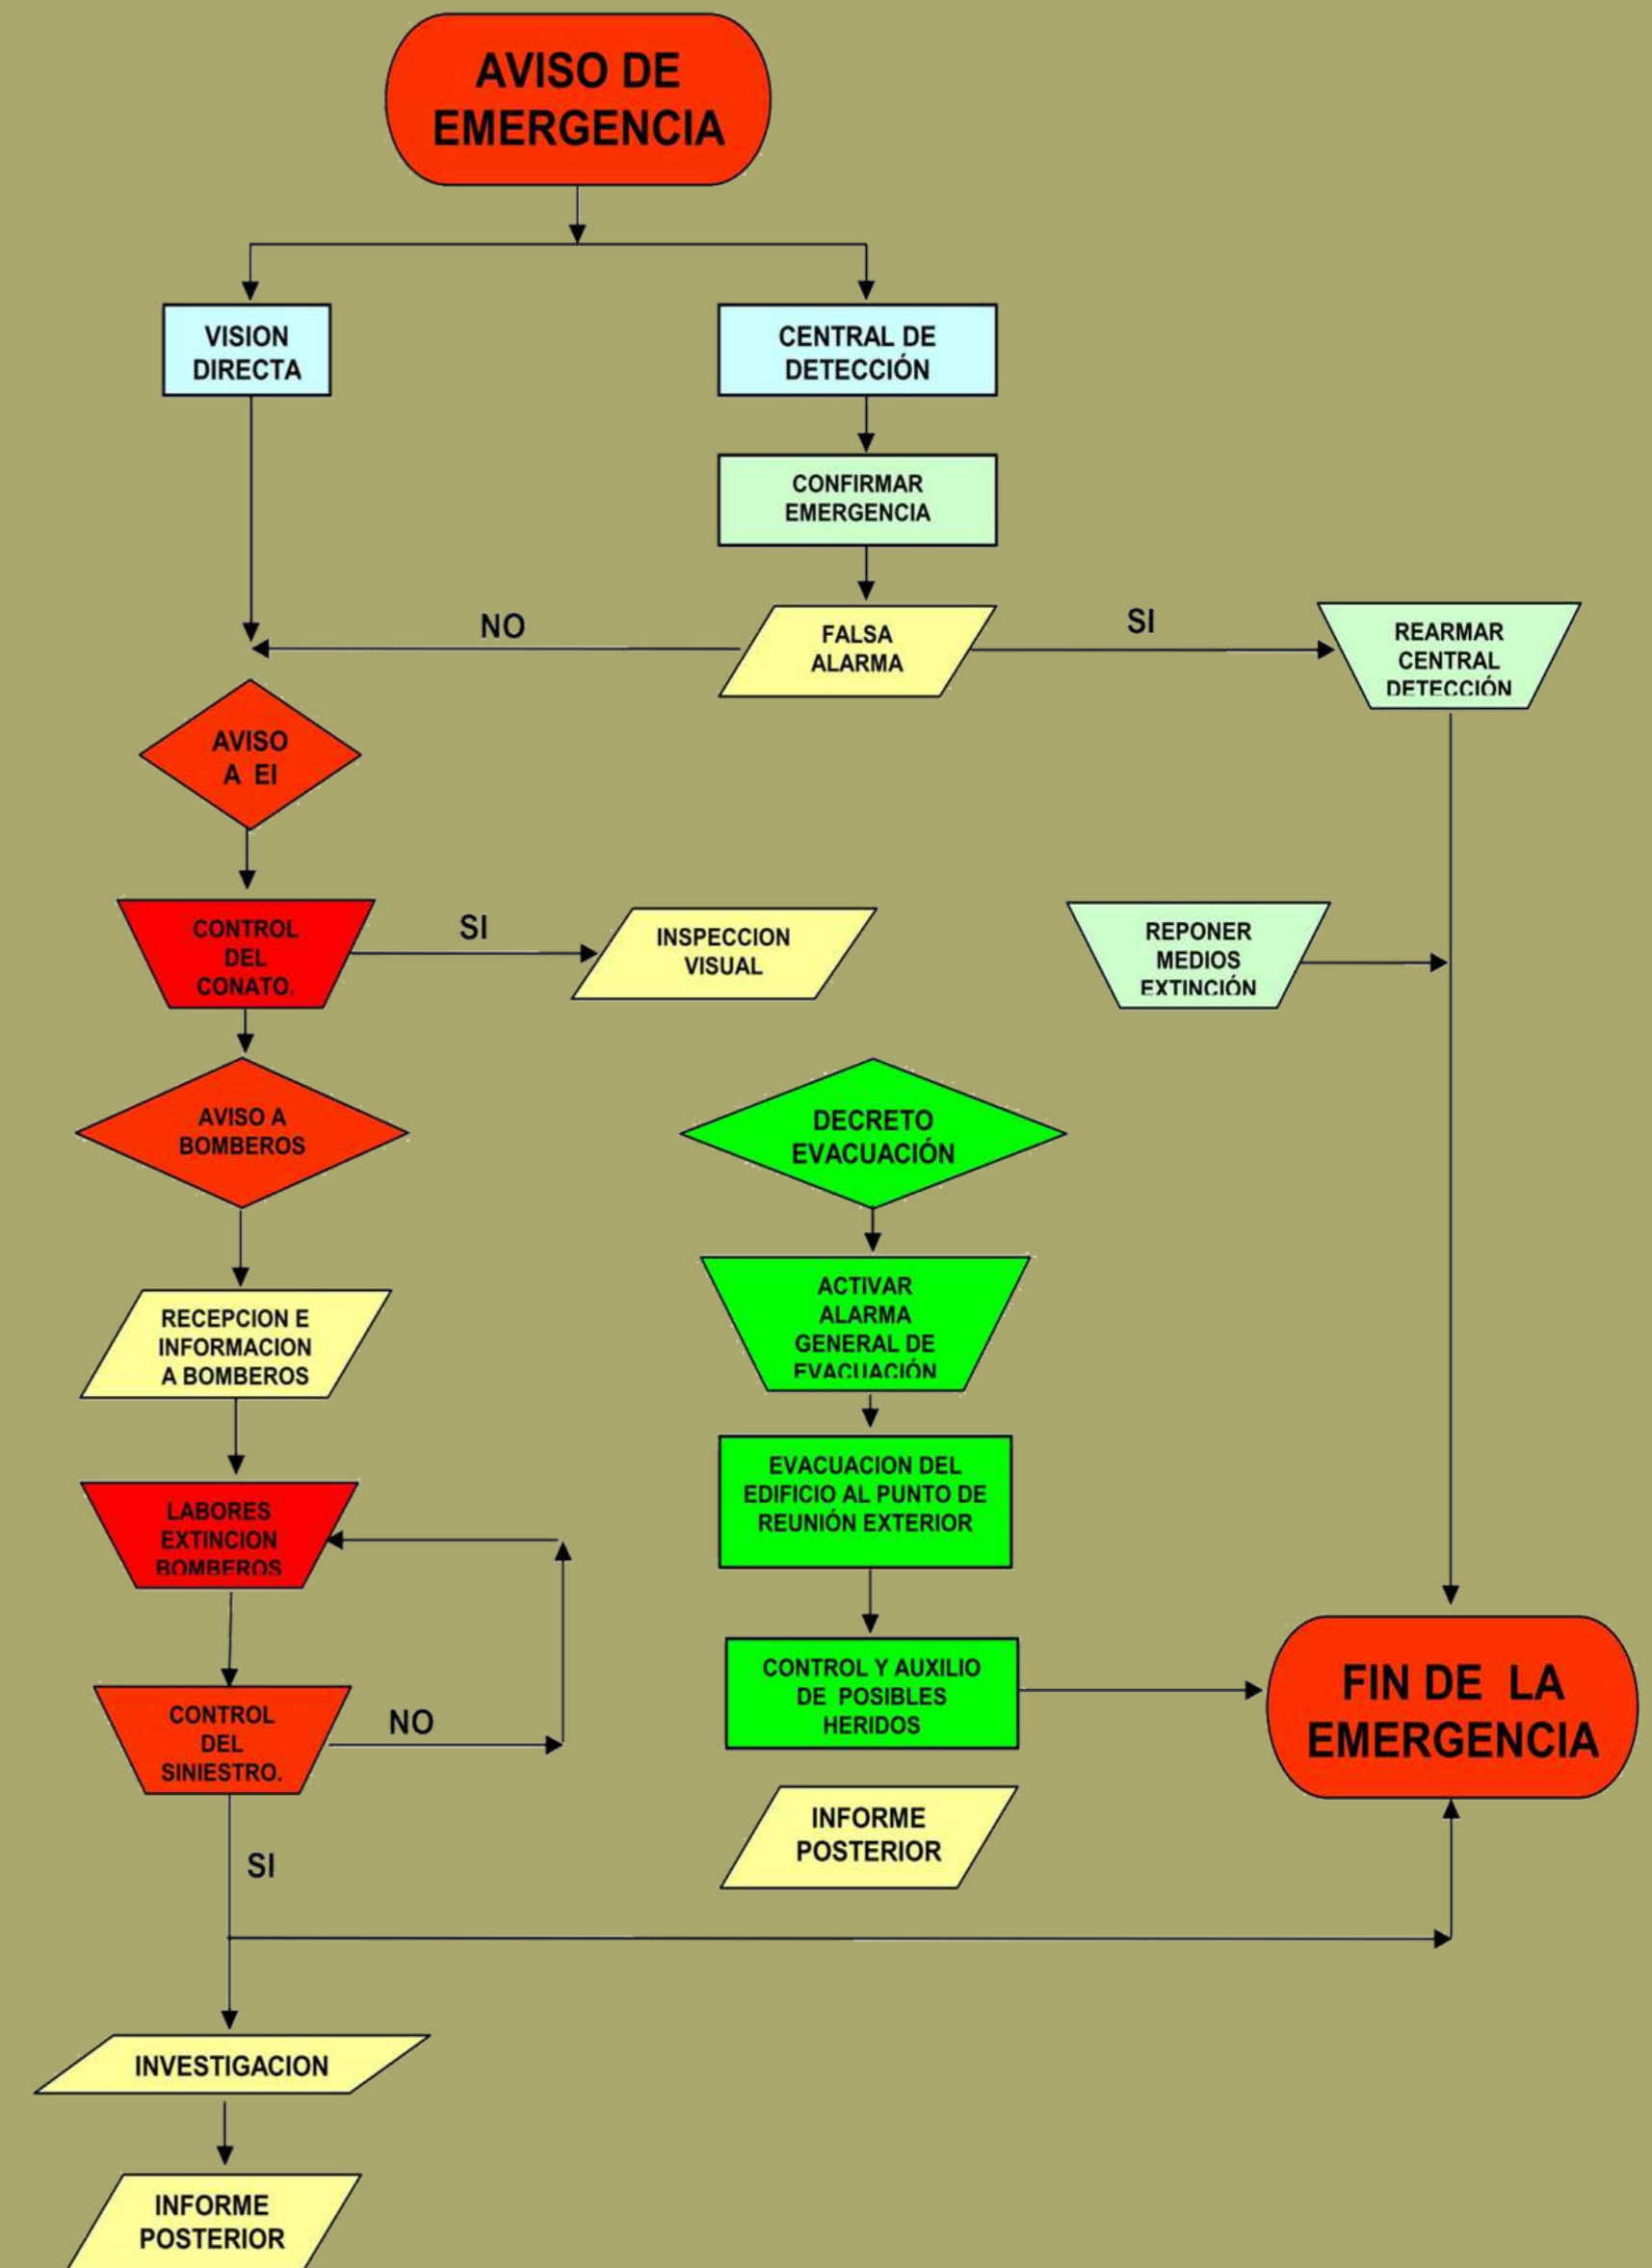 AVISO DE
EMERGENCIA
VISION
DIRECTA
CENTRAL DE
DETECCIÓN
CONFIRMAR
EMERGENCIA
NO
FALSA
ALARMA
SI
REARMAR
CENTRAL
DETECCIÓN
AVISO
A EI
CONTROL
DEL
CONATO.
SI
INSPECCION
VISUAL
REPONER
MEDIOS
EXTINCIÓN
AVISO A
BOMBEROS
DECRETO
EVACUACIÓN
RECEPCION E
INFORMACION
A BOMBEROS
ACTIVAR
ALARMA
GENERAL DE
EVACUACIÓN
LABORES
EXTINCION
BOMBEROS
EVACUACION DEL
EDIFICIO AL PUNTO DE
REUNIÓN EXTERIOR
CONTROL
DEL
SINIESTRO.
NO
CONTROL Y AUXILIO
DE POSIBLES
HERIDOS
FIN DE LA
EMERGENCIA
INFORME
POSTERIOR
SI
INVESTIGACION
INFORME
POSTERIOR